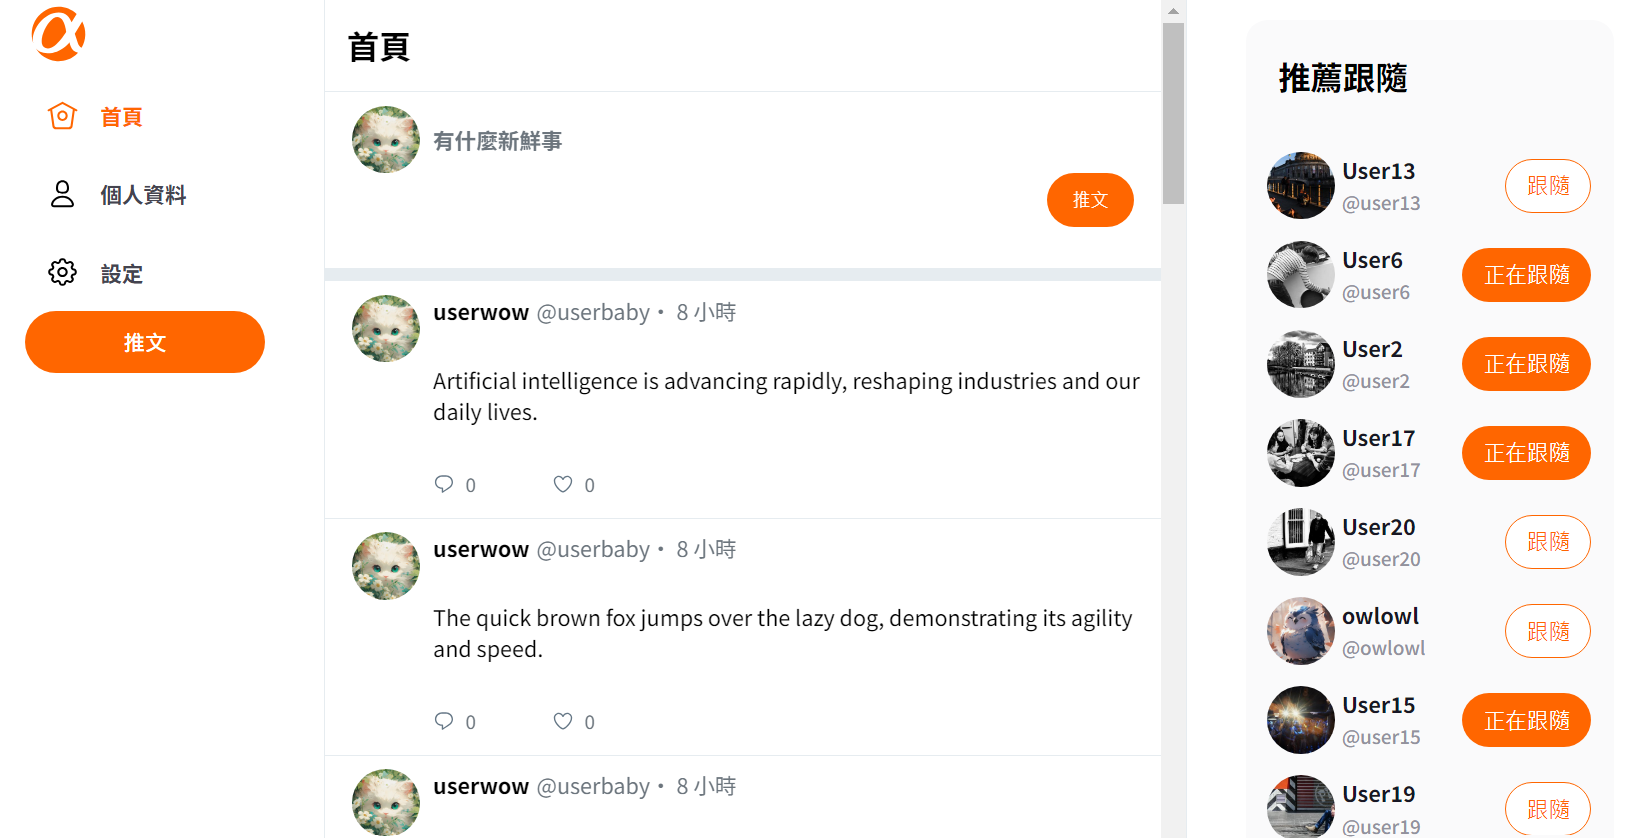 首頁
個人資料
設定
推文
首頁
有什麼新鮮事
推文
userwow @userbaby・ 8 小時
Artificial intelligence is advancing rapidly, reshaping industries and our
daily lives.
0 0
userwow @userbaby・ 8 小時
The quick brown fox jumps over the lazy dog, demonstrating its agility
and speed.
0 0
userwow @userbaby・ 8 小時
推薦跟隨
User13
@user13
跟隨
User6
@user6
正在跟隨
User2
@user2
正在跟隨
User17
@user17
正在跟隨
User20
@user20
跟隨
owlowl
@owlowl
跟隨
User15
@user15
正在跟隨
User19
@user19
跟隨